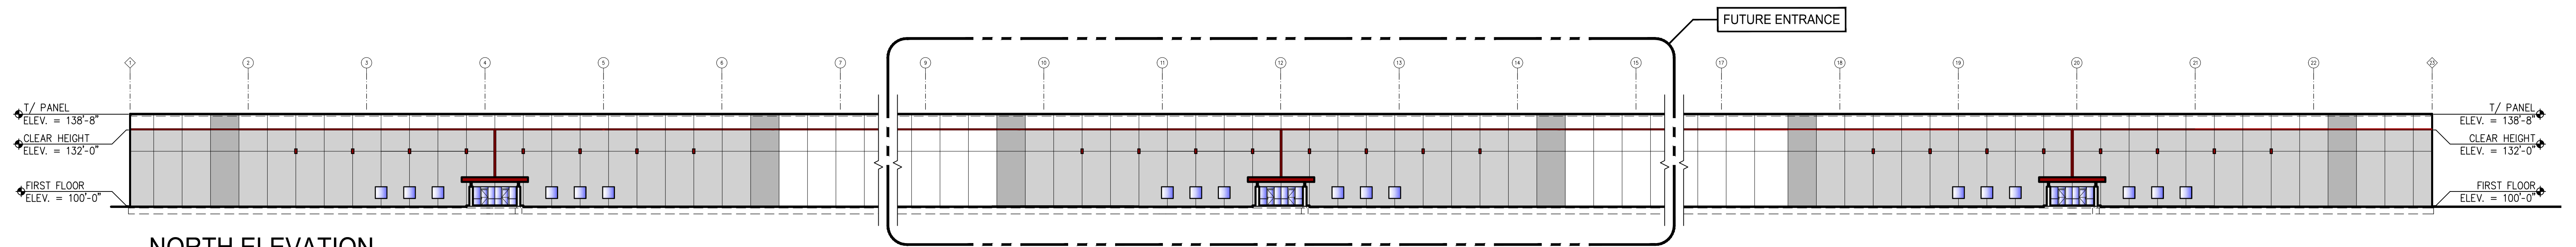 FUTURE ENTRANCE
1 2 3 4 5 6 7 9 10 11 12 13 14 15 17 18 19 20 21 22 23
T/ PANEL
ELEV. = 138'-8"
CLEAR HEIGHT
ELEV. = 132'-0"
FIRST FLOOR
ELEV. = 100'-0"
T/ PANEL
ELEV. = 138'-8"
CLEAR HEIGHT
ELEV. = 132'-0"
FIRST FLOOR
ELEV. = 100'-0"
NORTH ELEVATION